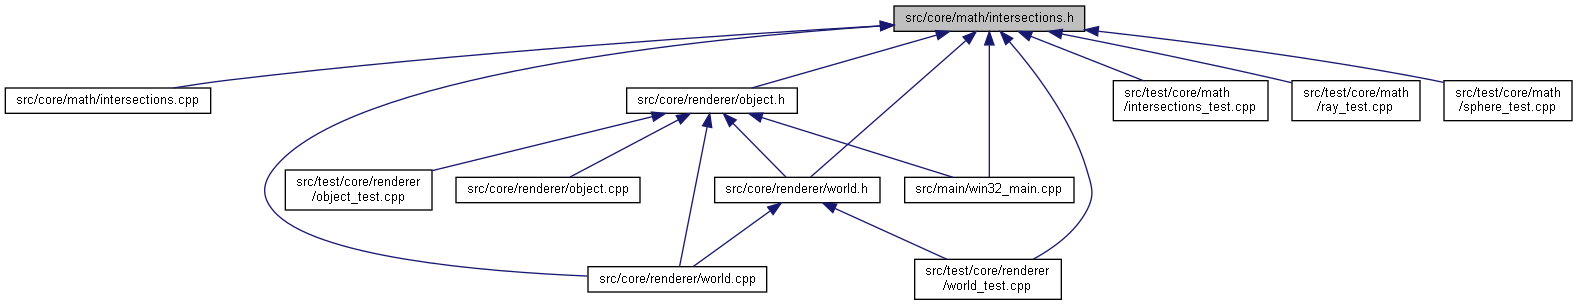 src/core/math/intersections.h
src/core/math/intersections.cpp
src/core/renderer/object.h
src/test/core/math
/intersections_test.cpp
src/test/core/math
/ray_test.cpp
src/test/core/math
/sphere_test.cpp
src/test/core/renderer
/object_test.cpp
src/core/renderer/object.cpp
src/core/renderer/world.h
src/main/win32_main.cpp
src/core/renderer/world.cpp
src/test/core/renderer
/world_test.cpp